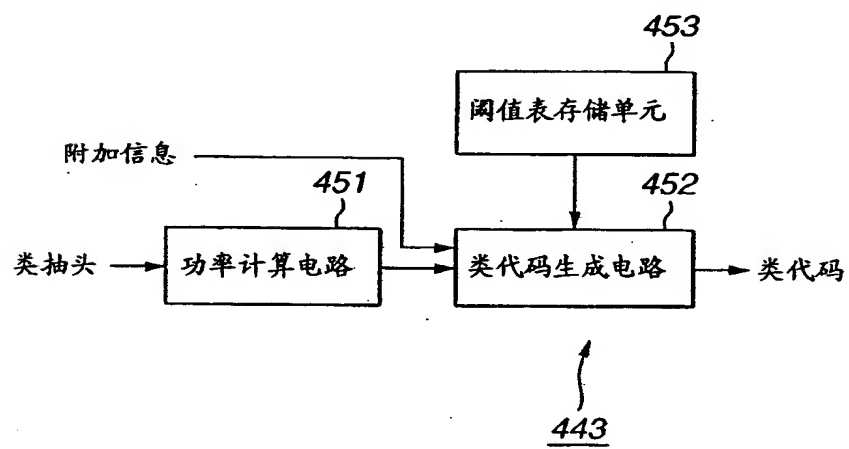 453
阈值表存储单元
附加信息
451
452
类抽头
功率计算电路
类代码生成电路
类代码
443